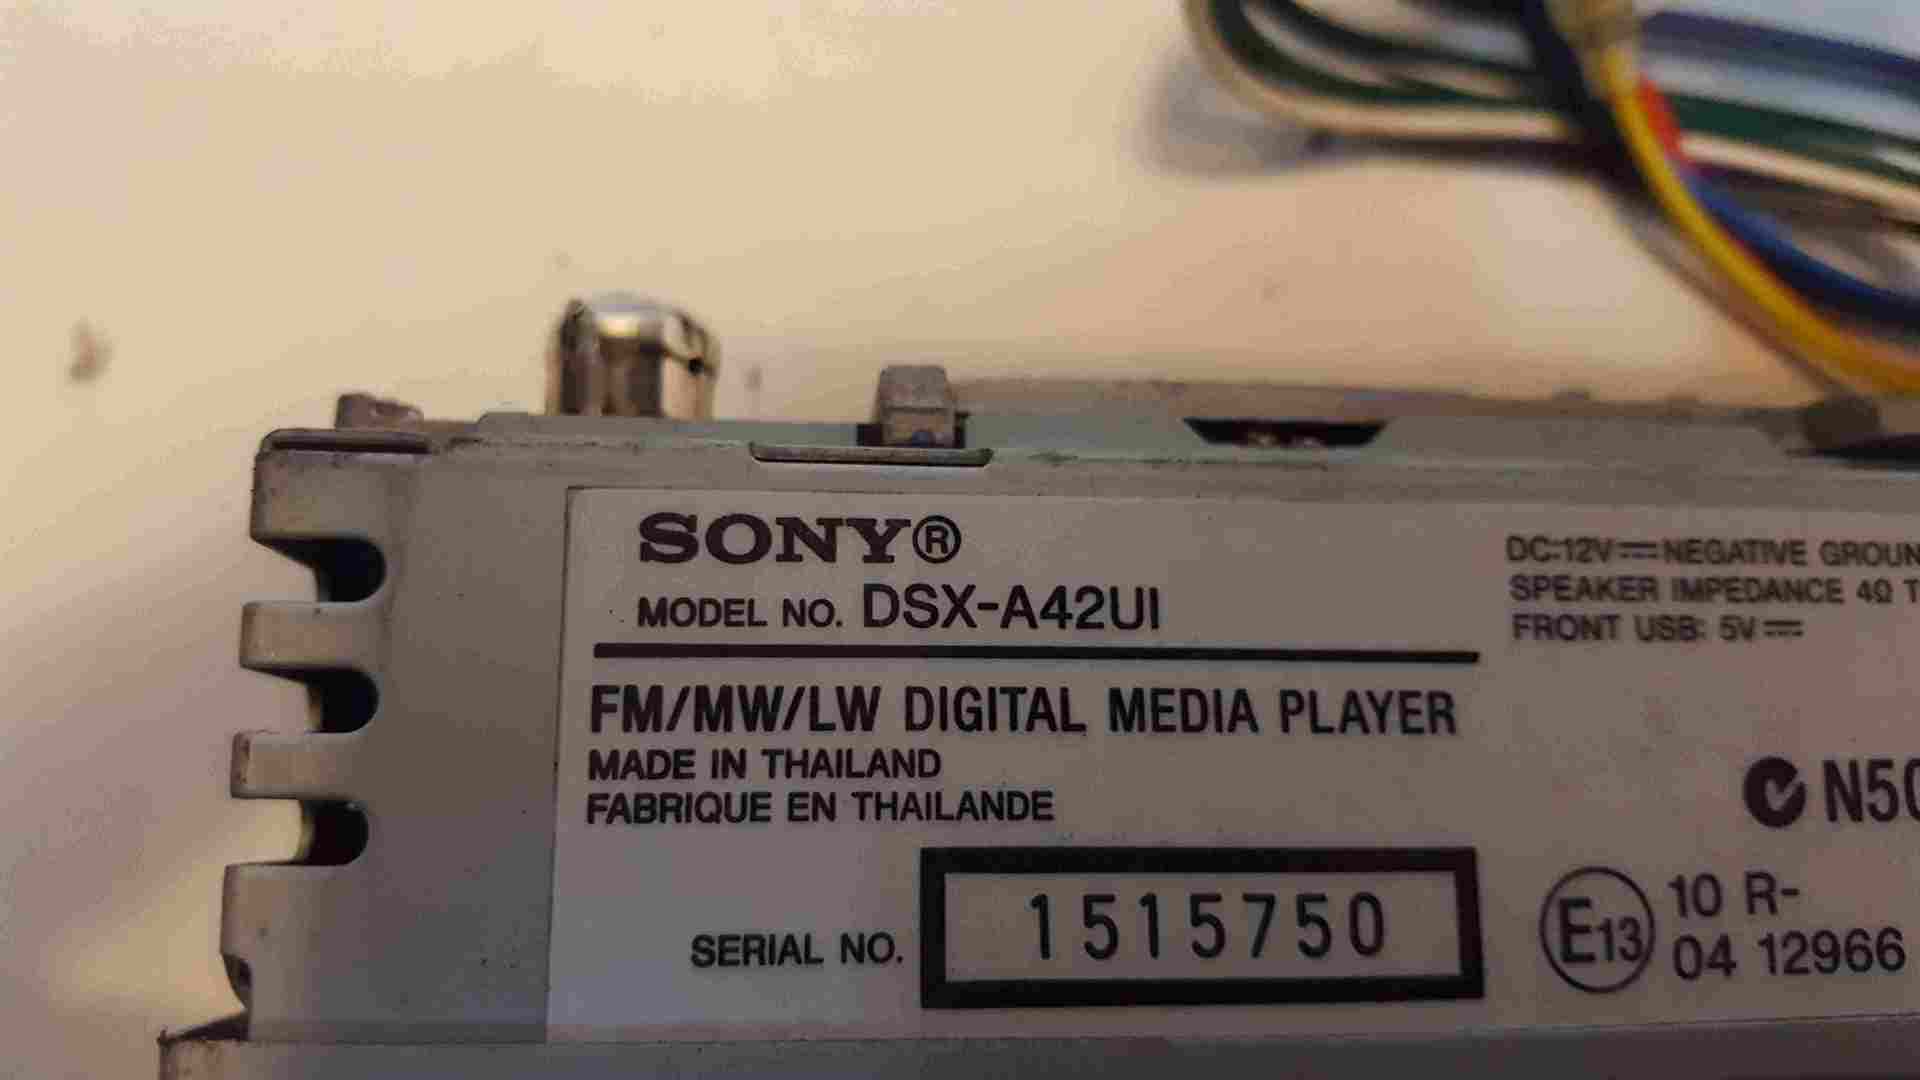 SONY®
MODEL NO. DSX-A42UI
FM/MW/LW DIGITAL MEDIA PLAYER
MADE IN THAILAND
FABRIQUE EN THAILANDE
SERIAL NO. 1515750
DC 12V⎓NEGATIVE GROUN
SPEAKER IMPEDANCE 4Ω T
FRONT USB: 5V⎓
N50
E13
10 R-
04 12966